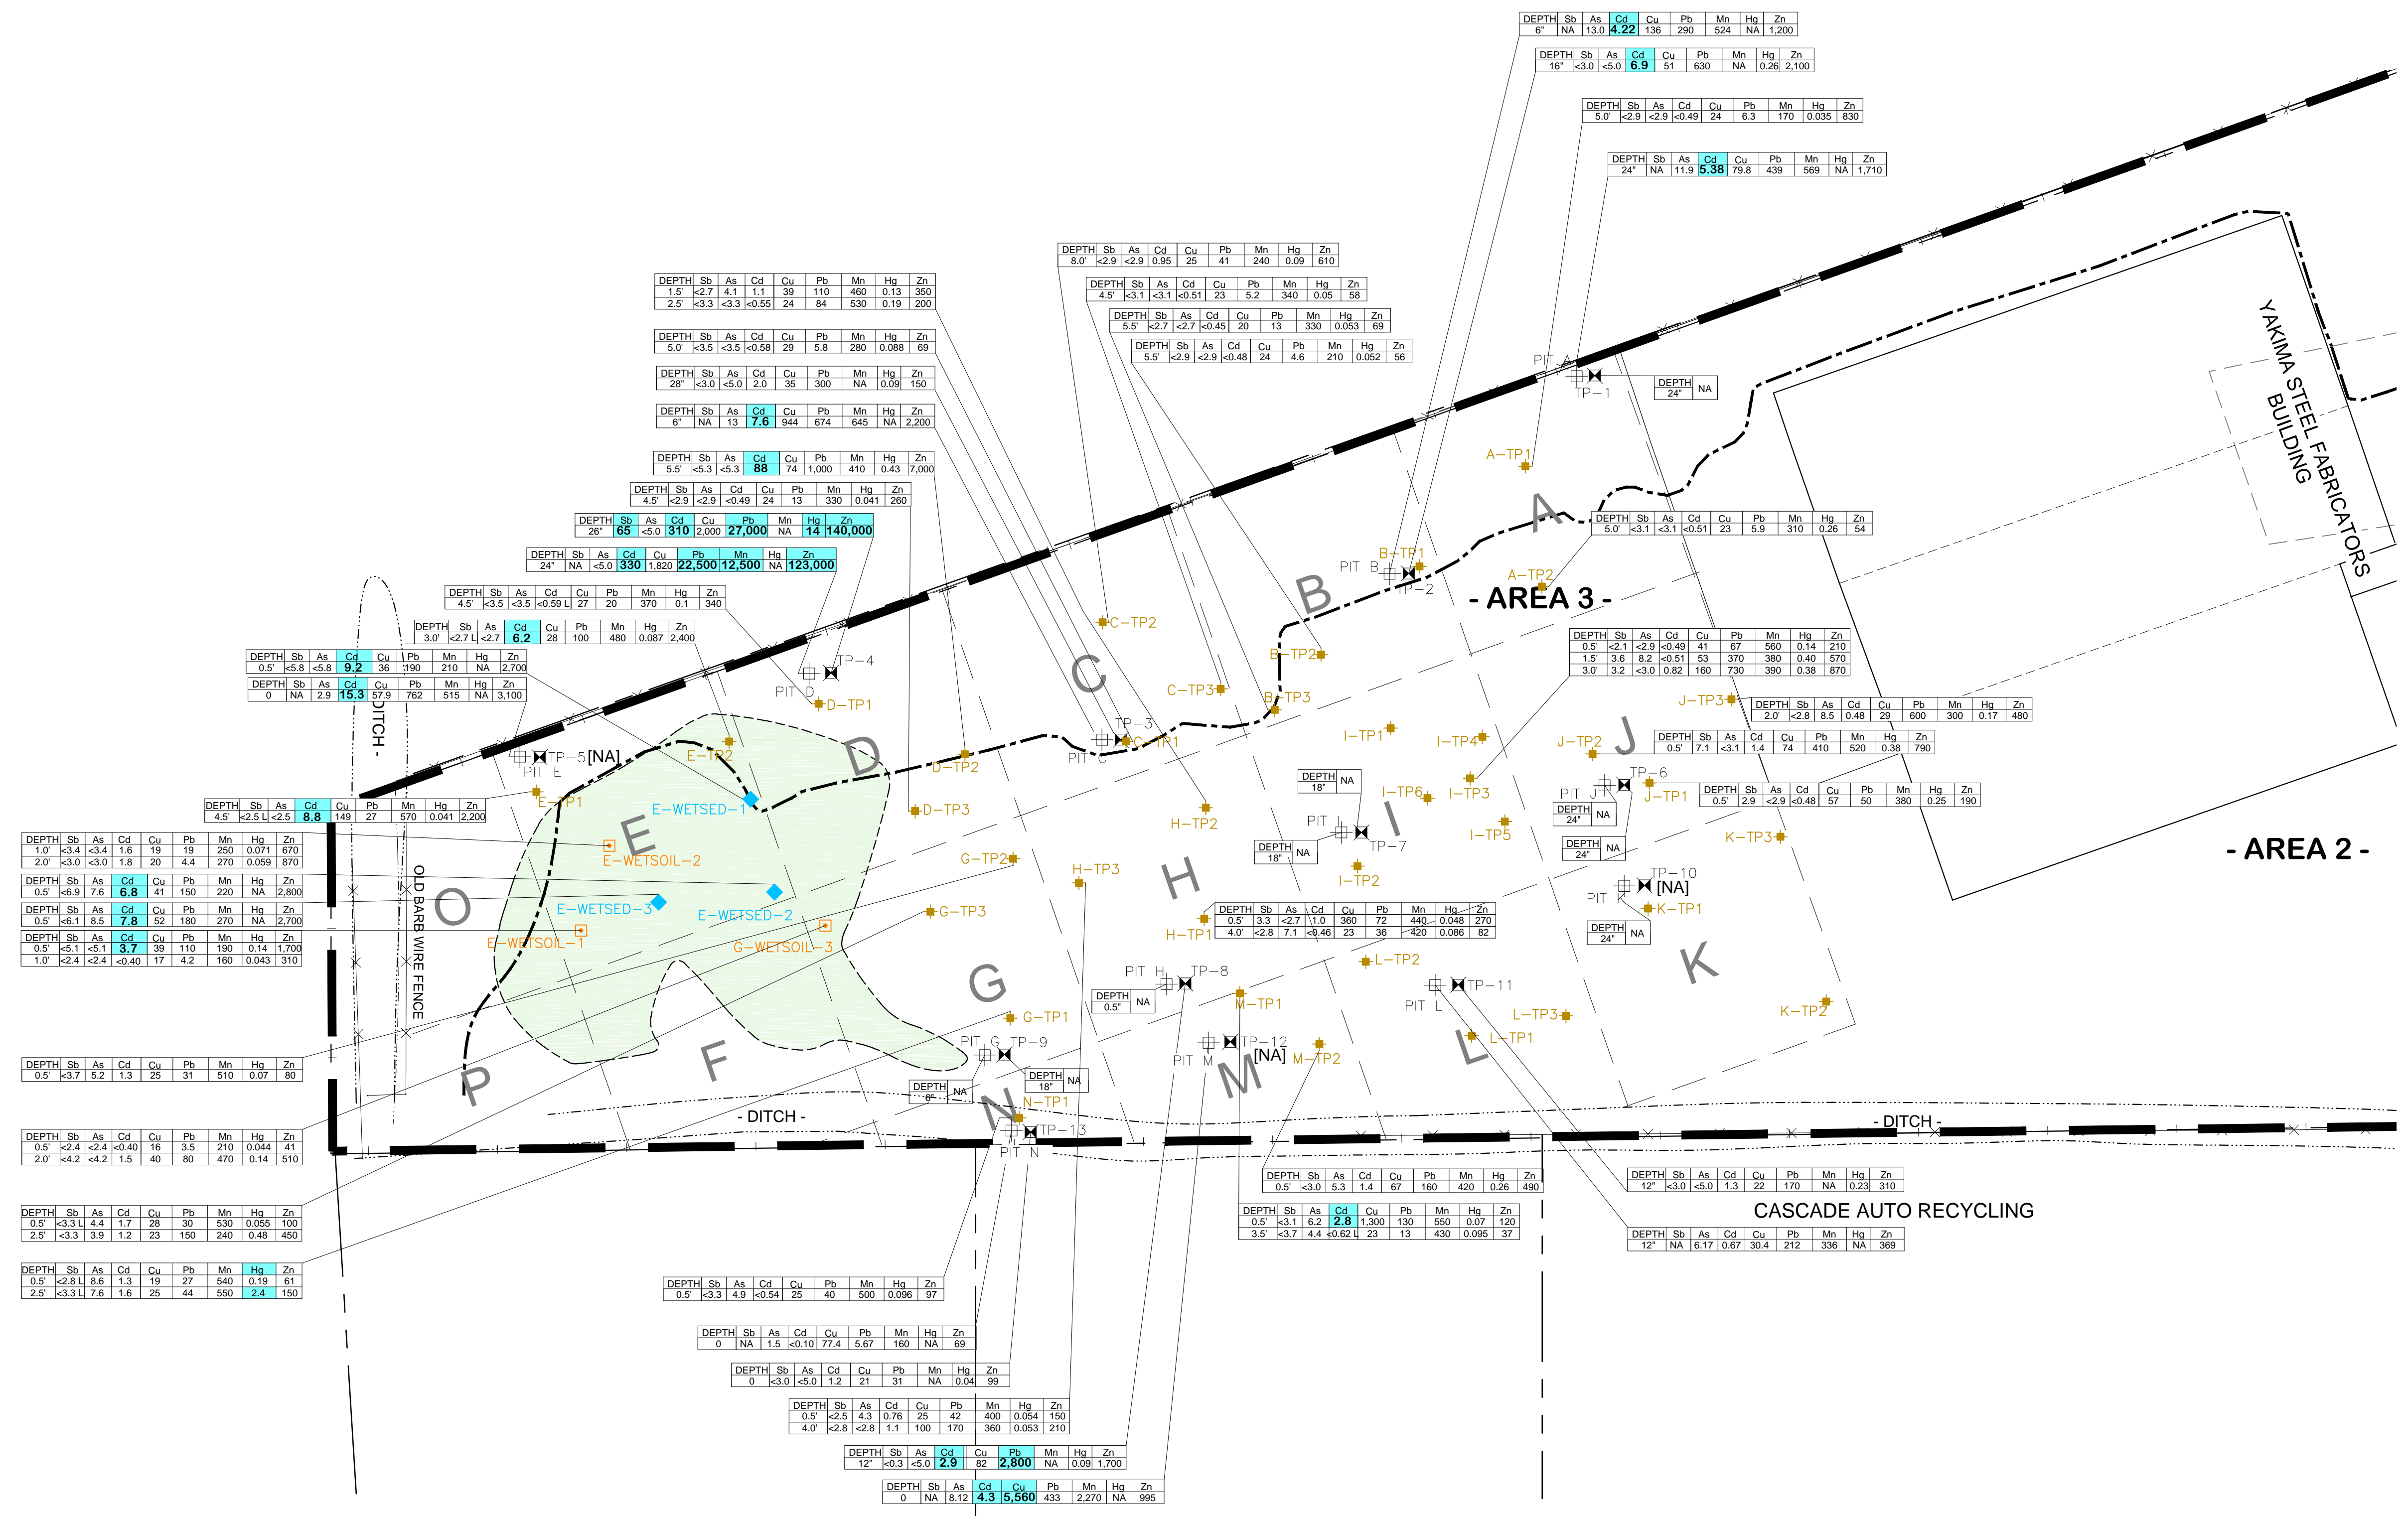 DEPTH Sb As Cd Cu Pb Mn Hg Zn
6" NA 13.0 4.22 136 290 524 NA 1,200
DEPTH Sb As Cd Cu Pb Mn Hg Zn
16" <3.0 <5.0 6.9 51 630 NA 0.26 2,100
DEPTH Sb As Cd Cu Pb Mn Hg Zn
5.0' <2.9 <2.9 <0.49 24 6.3 170 0.035 830
DEPTH Sb As Cd Cu Pb Mn Hg Zn
24" NA 11.9 5.38 79.8 439 569 NA 1,710
DEPTH Sb As Cd Cu Pb Mn Hg Zn
8.0' <2.9 <2.9 0.95 25 41 240 0.09 610
DEPTH Sb As Cd Cu Pb Mn Hg Zn
4.5' <3.1 <3.1 <0.51 23 5.2 340 0.05 58
DEPTH Sb As Cd Cu Pb Mn Hg Zn
5.5' <2.7 <2.7 <0.45 20 13 330 0.053 69
DEPTH Sb As Cd Cu Pb Mn Hg Zn
5.5' <2.9 <2.9 <0.48 24 4.6 210 0.052 56
DEPTH Sb As Cd Cu Pb Mn Hg Zn
1.5' <2.7 4.1 1.1 39 110 460 0.13 350
2.5' <3.3 <3.3 <0.55 24 84 530 0.19 200
DEPTH Sb As Cd Cu Pb Mn Hg Zn
5.0' <3.5 <3.5 <0.58 29 5.8 280 0.088 69
DEPTH Sb As Cd Cu Pb Mn Hg Zn
28" <3.0 <5.0 2.0 35 300 NA 0.09 150
DEPTH Sb As Cd Cu Pb Mn Hg Zn
6" NA 13 7.6 944 674 645 NA 2,200
DEPTH Sb As Cd Cu Pb Mn Hg Zn
5.5' <5.3 <5.3 88 74 1,000 410 0.43 7,000
DEPTH Sb As Cd Cu Pb Mn Hg Zn
4.5' <2.9 <2.9 <0.49 24 13 330 0.041 260
DEPTH Sb As Cd Cu Pb Mn Hg Zn
26" 65 <5.0 310 2,000 27,000 NA 14 140,000
DEPTH Sb As Cd Cu Pb Mn Hg Zn
24" NA <5.0 330 1,820 22,500 12,500 NA 123,000
DEPTH Sb As Cd Cu Pb Mn Hg Zn
4.5' <3.5 <3.5 <0.59 L 27 20 370 0.1 340
DEPTH Sb As Cd Cu Pb Mn Hg Zn
3.0' <2.7 L <2.7 6.2 28 100 480 0.087 2,400
DEPTH Sb As Cd Cu Pb Mn Hg Zn
0.5' <5.8 <5.8 9.2 36 190 210 NA 2,700
DEPTH Sb As Cd Cu Pb Mn Hg Zn
0 NA 2.9 15.3 57.9 762 515 NA 3,100
DEPTH Sb As Cd Cu Pb Mn Hg Zn
4.5' <2.5 L <2.5 8.8 149 27 570 0.041 2,200
DEPTH Sb As Cd Cu Pb Mn Hg Zn
1.0' <3.4 <3.4 1.6 19 19 250 0.071 670
2.0' <3.0 <3.0 1.8 20 4.4 270 0.059 870
DEPTH Sb As Cd Cu Pb Mn Hg Zn
0.5' <6.9 7.6 6.8 41 150 220 NA 2,800
DEPTH Sb As Cd Cu Pb Mn Hg Zn
0.5' <6.1 8.5 7.8 52 180 270 NA 2,700
DEPTH Sb As Cd Cu Pb Mn Hg Zn
0.5' <5.1 <5.1 3.7 39 110 190 0.14 1,700
1.0' <2.4 <2.4 <0.40 17 4.2 160 0.043 310
DEPTH Sb As Cd Cu Pb Mn Hg Zn
0.5' <3.7 5.2 1.3 25 31 510 0.07 80
DEPTH Sb As Cd Cu Pb Mn Hg Zn
0.5' <2.4 <2.4 <0.40 16 3.5 210 0.044 41
2.0' <4.2 <4.2 1.5 40 80 470 0.14 510
DEPTH Sb As Cd Cu Pb Mn Hg Zn
0.5' <3.3 L 4.4 1.7 28 30 530 0.055 100
2.5' <3.3 3.9 1.2 23 150 240 0.48 450
DEPTH Sb As Cd Cu Pb Mn Hg Zn
0.5' <2.8 L 8.6 1.3 19 27 540 0.19 61
2.5' <3.3 L 7.6 1.6 25 44 550 2.4 150
PIT A
TP-1
DEPTH NA
24"
A-TP1
A
DEPTH Sb As Cd Cu Pb Mn Hg Zn
5.0' <3.1 <3.1 <0.51 23 5.9 310 0.26 54
A-TP2
- AREA 3 -
B-TP1
PIT B
TP-2
B
B-TP2
B-TP3
C-TP2
C
C-TP3
TP-3
C-TP1
PIT C
TP-4
PIT D
D-TP1
D
D-TP2
D-TP3
TP-5 [NA]
PIT E
E-TP1
E-TP2
E
E-WETSED-1
E-WETSOIL-2
E-WETSED-3
E-WETSED-2
E-WETSOIL-1
G-WETSOIL-3
- DITCH -
OLD BARB WIRE FENCE
O
P
F
YAKIMA STEEL FABRICATORS
BUILDING
- AREA 2 -
DEPTH Sb As Cd Cu Pb Mn Hg Zn
0.5' <2.1 <2.9 <0.49 41 67 560 0.14 210
1.5' 3.6 8.2 <0.51 53 370 380 0.40 570
3.0' 3.2 <3.0 0.82 160 730 390 0.38 870
J-TP3
DEPTH Sb As Cd Cu Pb Mn Hg Zn
2.0' <2.8 8.5 0.48 29 600 300 0.17 480
J
J-TP2
DEPTH Sb As Cd Cu Pb Mn Hg Zn
0.5' 7.1 <3.1 1.4 74 410 520 0.38 790
TP-6
PIT J
J-TP1
DEPTH Sb As Cd Cu Pb Mn Hg Zn
0.5' 2.9 <2.9 <0.48 57 50 380 0.25 190
DEPTH NA
24"
DEPTH NA
24"
I-TP1
I-TP4
I-TP3
I-TP6
I-TP5
I
DEPTH NA
18"
PIT I
TP-7
DEPTH NA
18"
I-TP2
H-TP2
G-TP2
H-TP3
H
G-TP3
H-TP1
DEPTH Sb As Cd Cu Pb Mn Hg Zn
0.5' 3.3 <2.7 1.0 360 72 440 0.048 270
4.0' <2.8 7.1 <0.46 23 36 420 0.086 82
K-TP3
TP-10
[NA]
PIT K
K-TP1
DEPTH NA
24"
K
K-TP2
L-TP2
PIT L
TP-11
L-TP3
L-TP1
L
PIT H
TP-8
DEPTH NA
0.5"
M-TP1
G
G-TP1
PIT G
TP-9
DEPTH NA
18"
DEPTH NA
6"
TP-12
PIT M
[NA]
M-TP2
M
N
N-TP1
TP-13
PIT N
- DITCH -
- DITCH -
DEPTH Sb As Cd Cu Pb Mn Hg Zn
0.5' <3.0 5.3 1.4 67 160 420 0.26 490
DEPTH Sb As Cd Cu Pb Mn Hg Zn
0.5' <3.1 6.2 2.8 1,300 130 550 0.07 120
3.5' <3.7 4.4 <0.62 L 23 13 430 0.095 37
DEPTH Sb As Cd Cu Pb Mn Hg Zn
12" <3.0 <5.0 1.3 22 170 NA 0.23 310
CASCADE AUTO RECYCLING
DEPTH Sb As Cd Cu Pb Mn Hg Zn
12" NA 6.17 0.67 30.4 212 336 NA 369
DEPTH Sb As Cd Cu Pb Mn Hg Zn
0.5' <3.3 4.9 <0.54 25 40 500 0.096 97
DEPTH Sb As Cd Cu Pb Mn Hg Zn
0 NA 1.5 <0.10 77.4 5.67 160 NA 69
DEPTH Sb As Cd Cu Pb Mn Hg Zn
0 <3.0 <5.0 1.2 21 31 NA 0.04 99
DEPTH Sb As Cd Cu Pb Mn Hg Zn
0.5' <2.5 4.3 0.76 25 42 400 0.054 150
4.0' <2.8 <2.8 1.1 100 170 360 0.053 210
DEPTH Sb As Cd Cu Pb Mn Hg Zn
12" <0.3 <5.0 2.9 82 2,800 NA 0.09 1,700
DEPTH Sb As Cd Cu Pb Mn Hg Zn
0 NA 8.12 4.3 5,560 433 2,270 NA 995